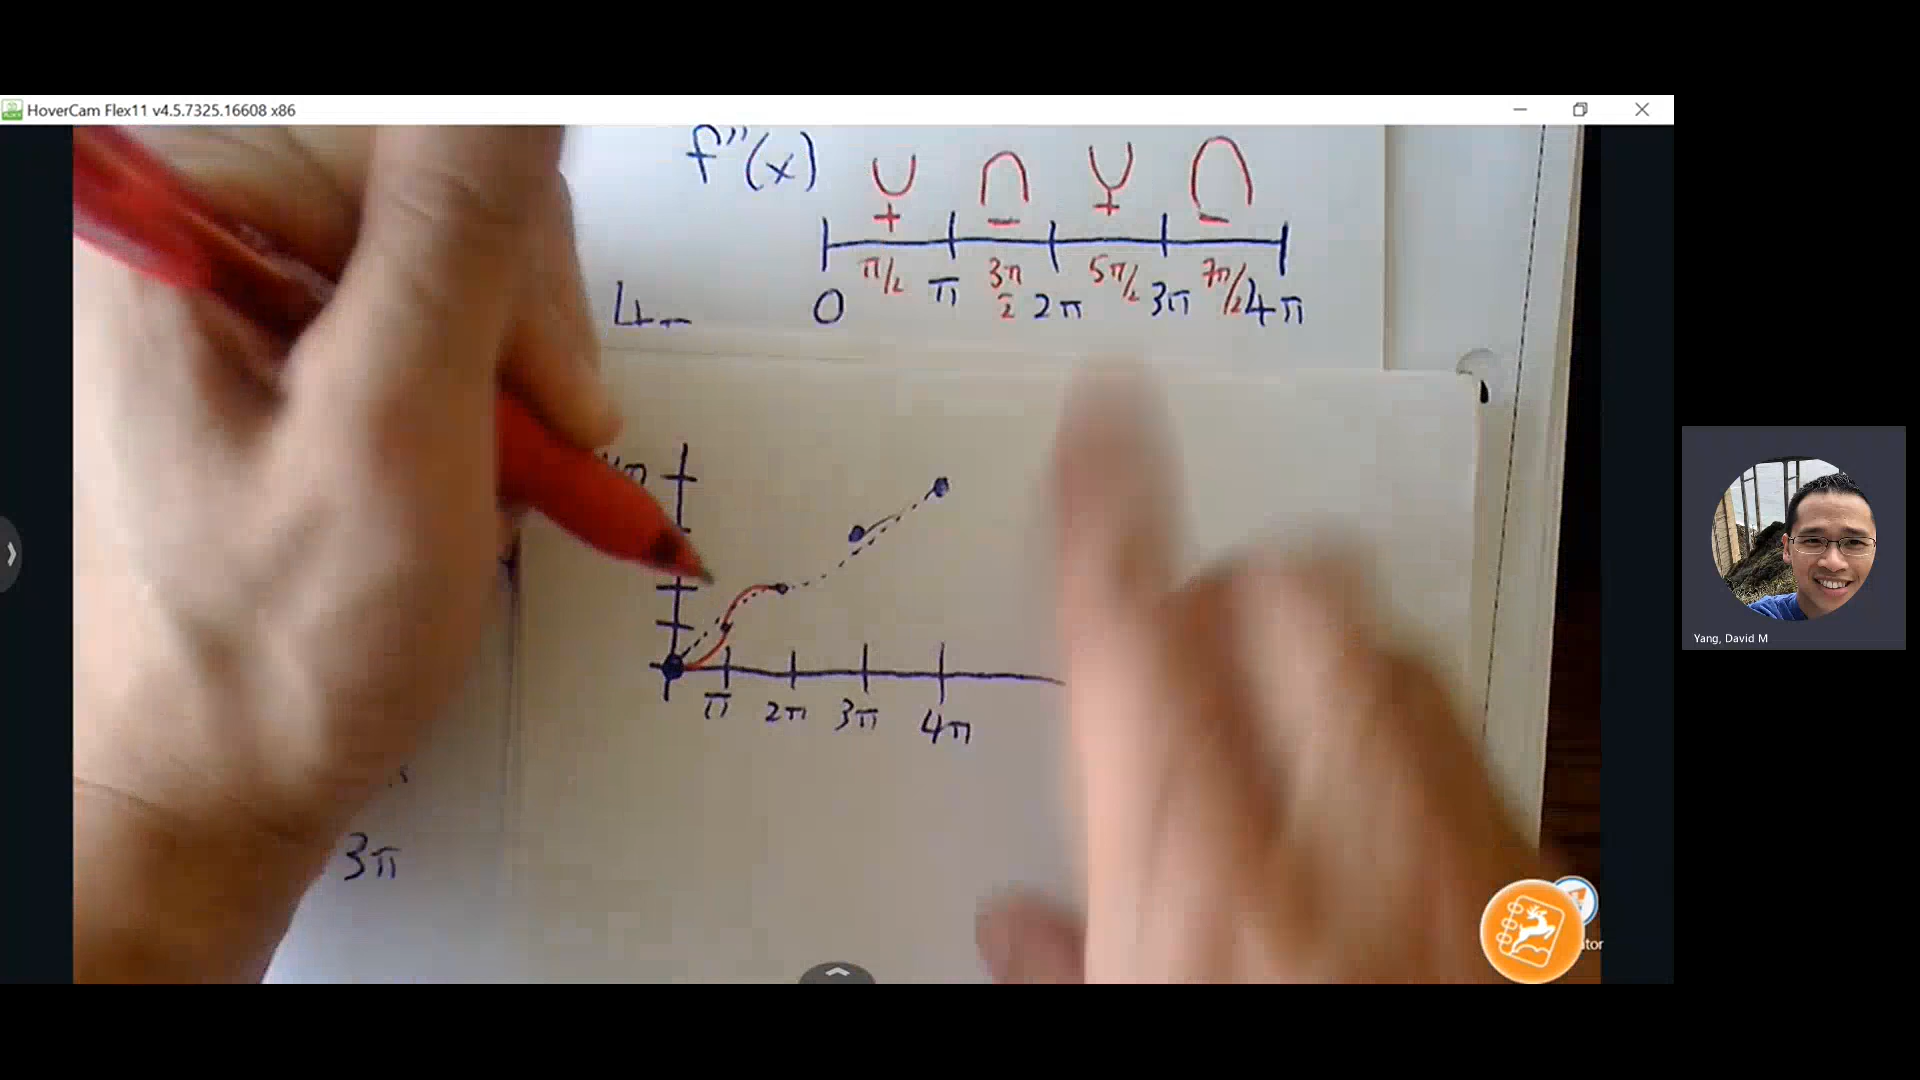 HoverCam Flex11 v4.5.7325.16608 x86
f''(x)
+ − + −
π/2 3π/2 5π/2 7π/2
0 π 2π 3π 4π
π 2π 3π 4π
3π
Yang, David M